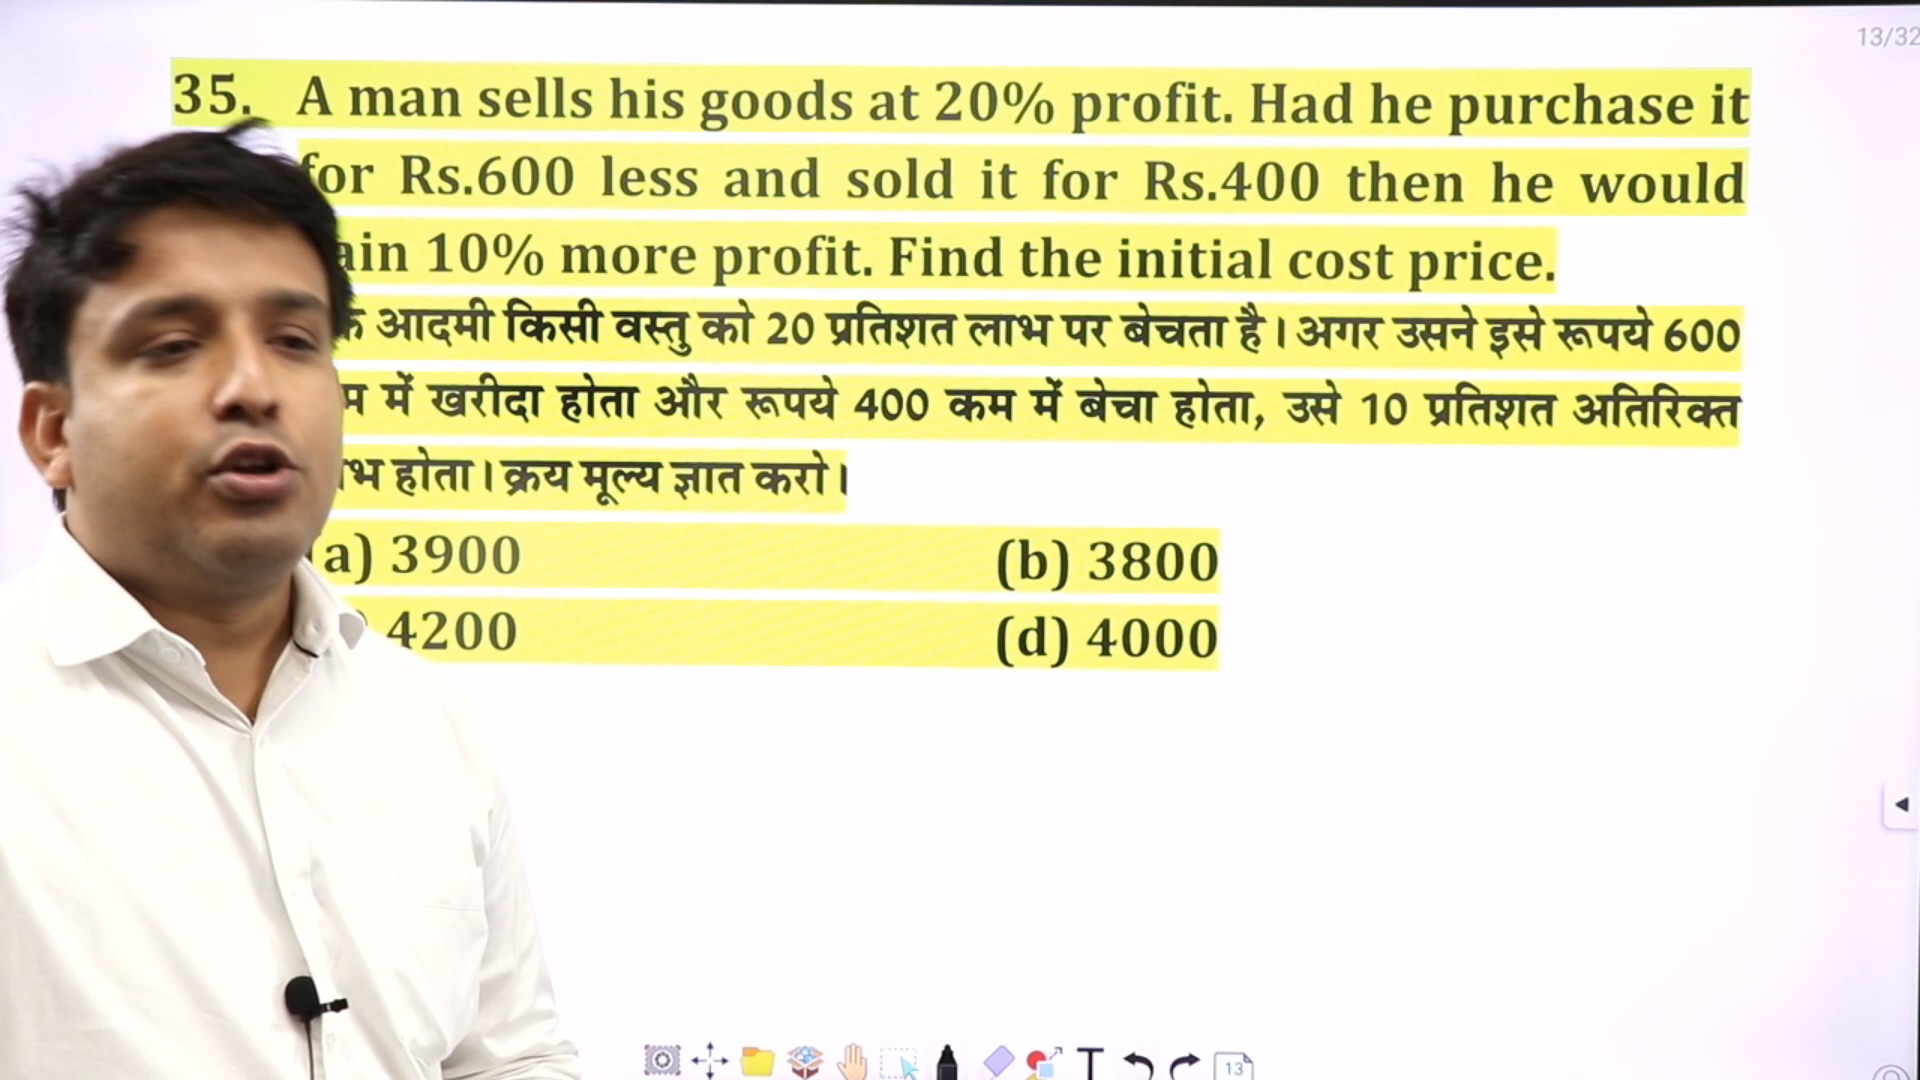 13/32
35. A man sells his goods at 20% profit. Had he purchase it
for Rs.600 less and sold it for Rs.400 then he would
10% more profit. Find the initial cost price.
आदमी किसी वस्तु को 20 प्रतिशत लाभ पर बेचता है। अगर उसने इसे रूपये 600
में खरीदा होता और रूपये 400 कम में बेचा होता, उसे 10 प्रतिशत अतिरिक्त
होता। क्रय मूल्य ज्ञात करो।
(a) 3900 (b) 3800
4200 (d) 4000
T 13